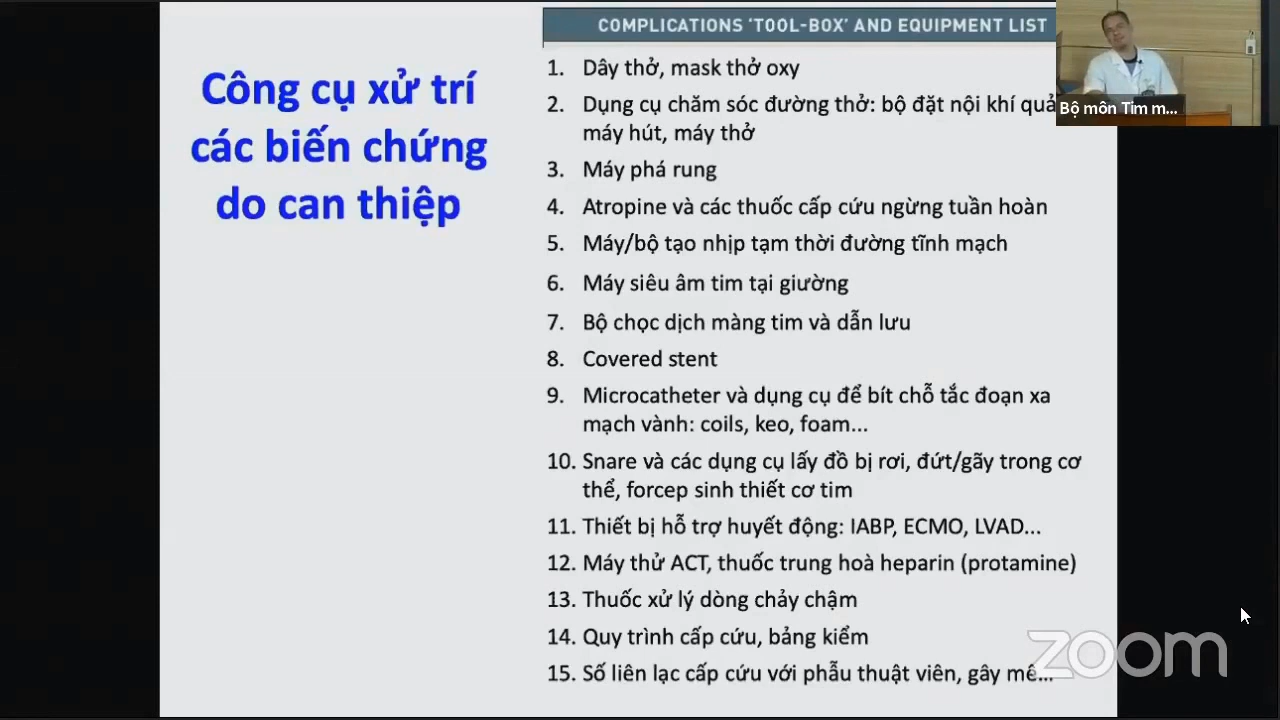 COMPLICATIONS ‘TOOL-BOX’ AND EQUIPMENT LIST
Công cụ xử trí
các biến chứng
do can thiệp
1. Dây thở, mask thở oxy
2. Dụng cụ chăm sóc đường thở: bộ đặt nội khí quả
máy hút, máy thở
3. Máy phá rung
4. Atropine và các thuốc cấp cứu ngừng tuần hoàn
5. Máy/bộ tạo nhịp tạm thời đường tĩnh mạch
6. Máy siêu âm tim tại giường
7. Bộ chọc dịch màng tim và dẫn lưu
8. Covered stent
9. Microcatheter và dụng cụ để bít chỗ tắc đoạn xa
mạch vành: coils, keo, foam...
10. Snare và các dụng cụ lấy đồ bị rơi, đứt/gãy trong cơ
thể, forcep sinh thiết cơ tim
11. Thiết bị hỗ trợ huyết động: IABP, ECMO, LVAD...
12. Máy thử ACT, thuốc trung hoà heparin (protamine)
13. Thuốc xử lý dòng chảy chậm
14. Quy trình cấp cứu, bảng kiểm
15. Số liên lạc cấp cứu với phẫu thuật viên, gây mê...
Bộ môn Tim m...
zoom